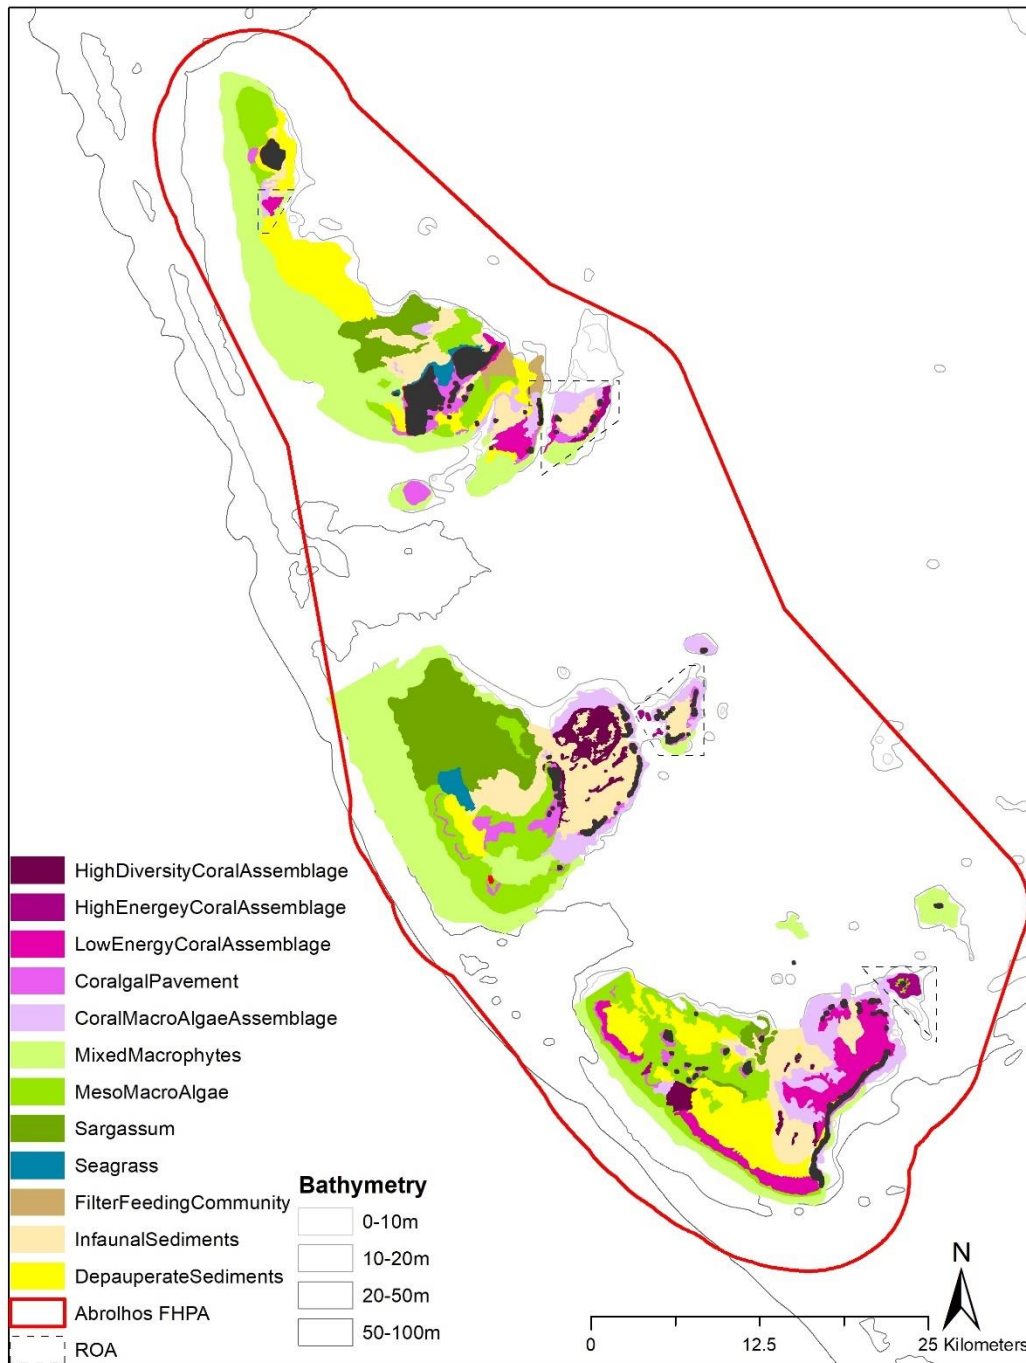 HighDiversityCoralAssemblage
HighEnergeyCoralAssemblage
LowEnergyCoralAssemblage
CoralgalPavement
CoralMacroAlgaeAssemblage
MixedMacrophytes
MesoMacroAlgae
Sargassum
Seagrass
FilterFeedingCommunity
InfaunalSediments
DepauperateSediments
Abrolhos FHPA
ROA
Bathymetry
0-10m
10-20m
20-50m
50-100m
N
0 12.5 25 Kilometers